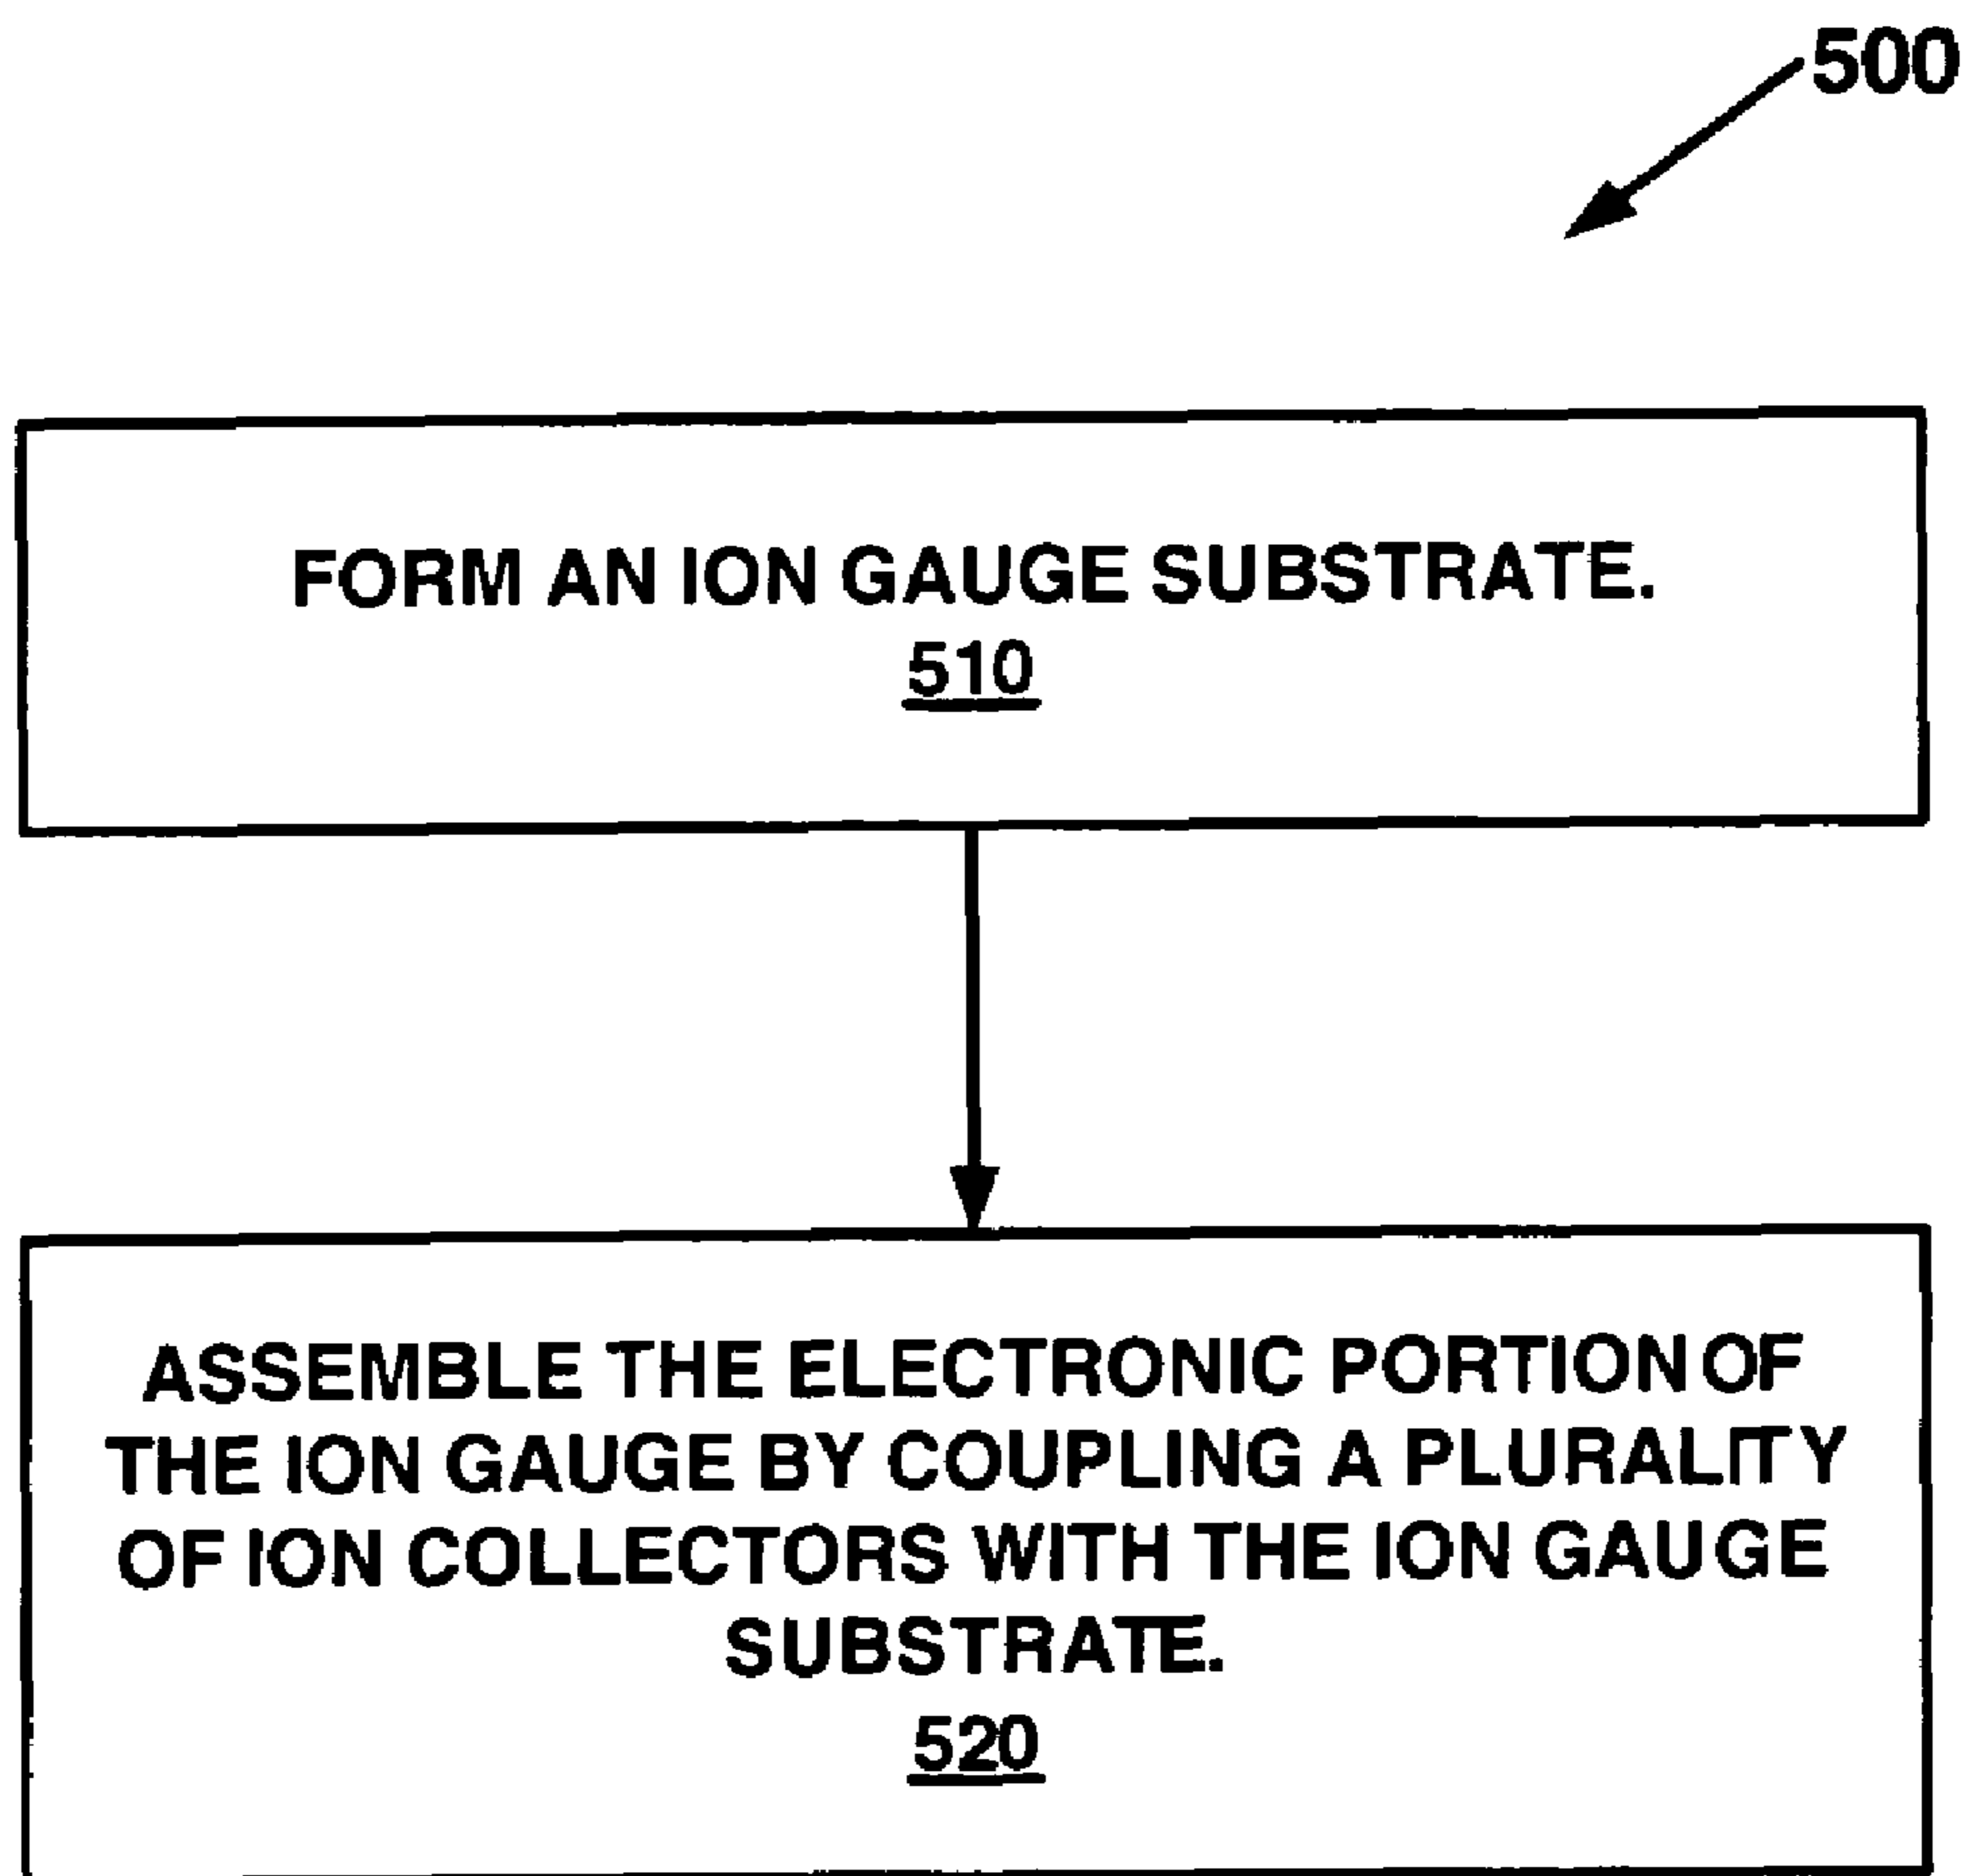 500
FORM AN ION GAUGE SUBSTRATE.
510
ASSEMBLE THE ELECTRONIC PORTION OF
THE ION GAUGE BY COUPLING A PLURALITY
OF ION COLLECTORS WITH THE ION GAUGE
SUBSTRATE.
520